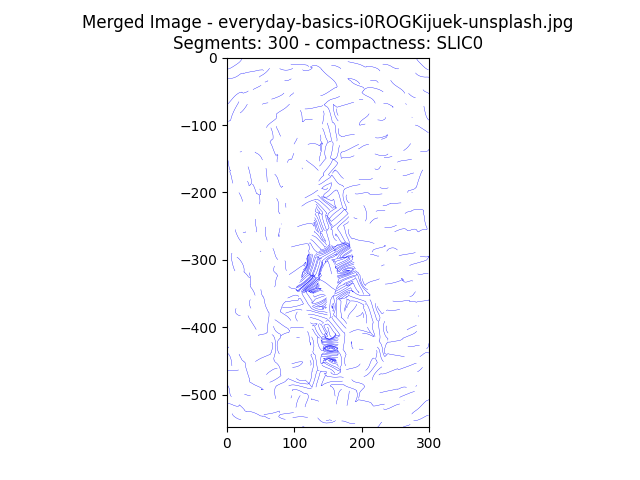 Merged Image - everyday-basics-i0ROGKijuek-unsplash.jpg
Segments: 300 - compactness: SLIC0
0
−100
−200
−300
−400
−500
0 100 200 300